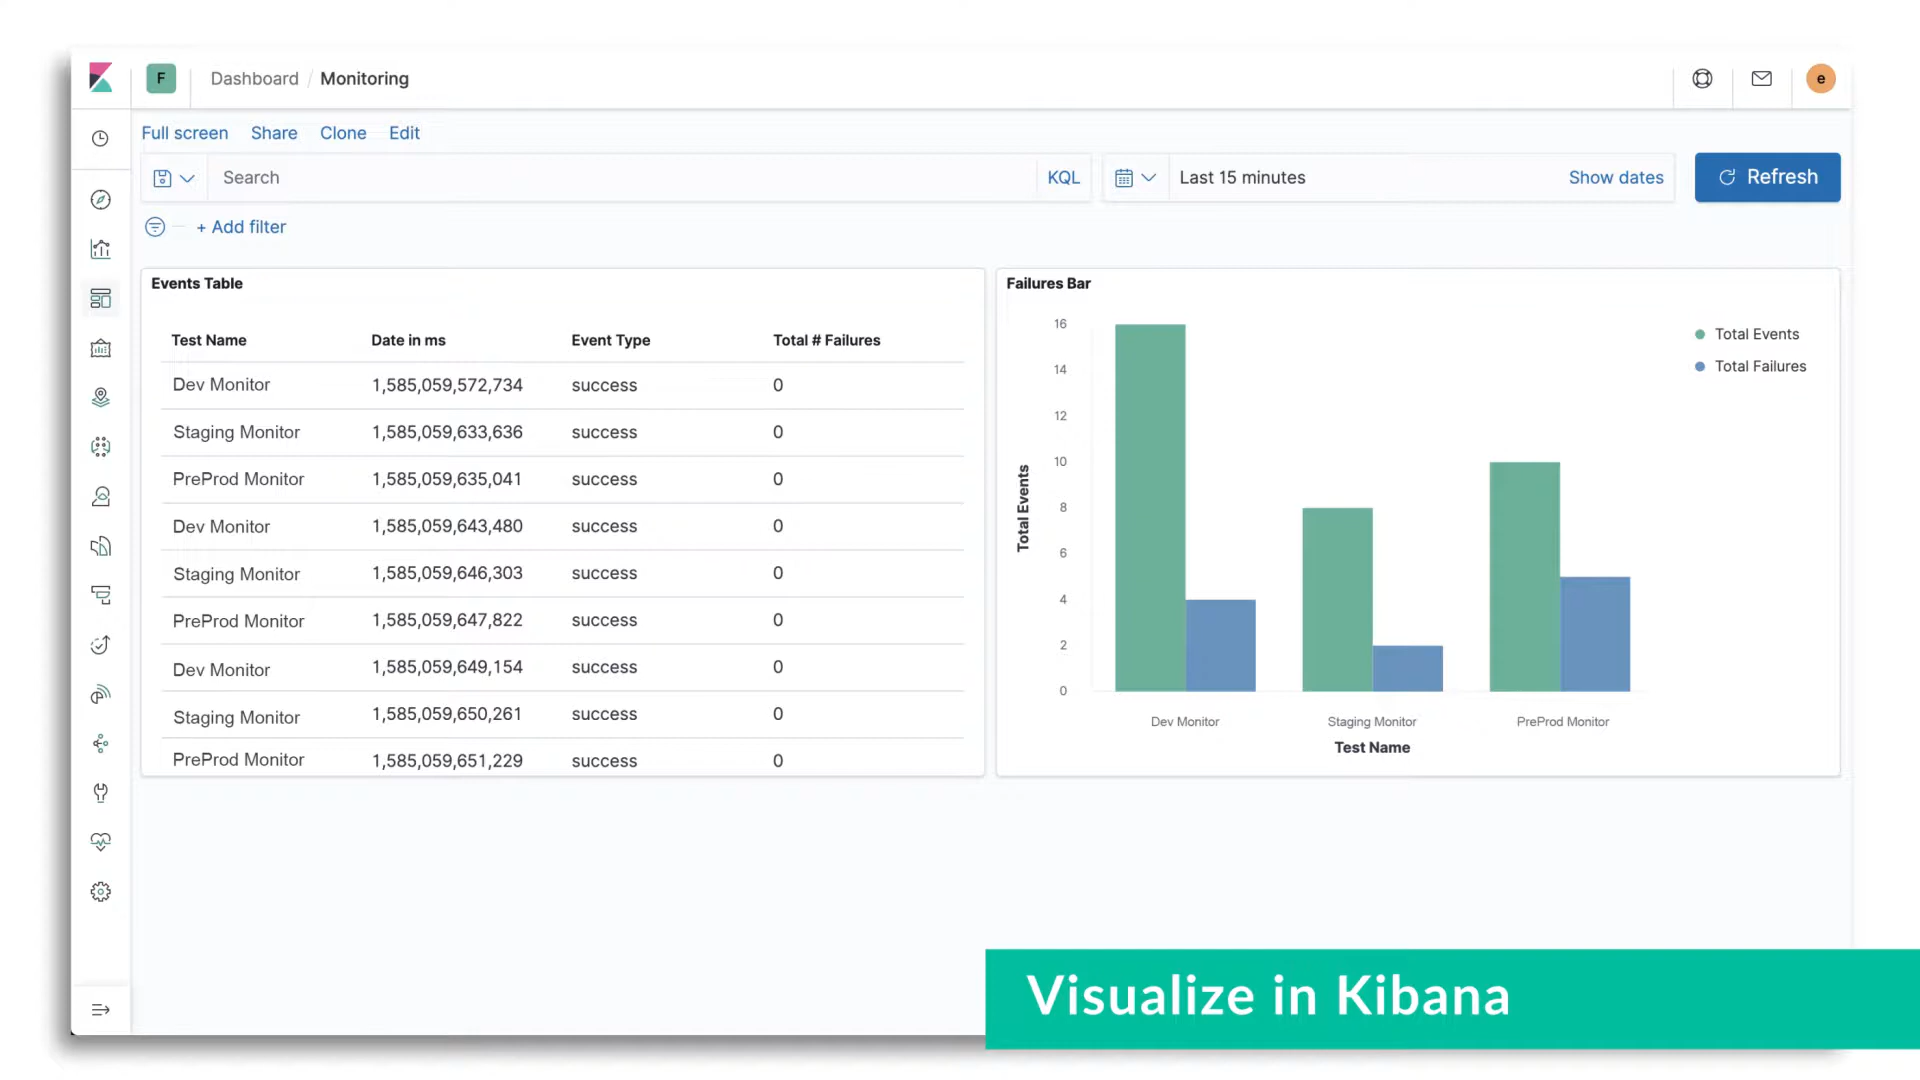 F Dashboard / Monitoring e
Full screen Share Clone Edit
Search KQL Last 15 minutes Show dates Refresh
+ Add filter
Events Table
Test Name Date in ms Event Type Total # Failures
Dev Monitor 1,585,059,572,734 success 0
Staging Monitor 1,585,059,633,636 success 0
PreProd Monitor 1,585,059,635,041 success 0
Dev Monitor 1,585,059,643,480 success 0
Staging Monitor 1,585,059,646,303 success 0
PreProd Monitor 1,585,059,647,822 success 0
Dev Monitor 1,585,059,649,154 success 0
Staging Monitor 1,585,059,650,261 success 0
PreProd Monitor 1,585,059,651,229 success 0
Failures Bar
Total Events
16
14
12
10
8
6
4
2
0
Dev Monitor Staging Monitor PreProd Monitor
Test Name
Total Events
Total Failures
Visualize in Kibana